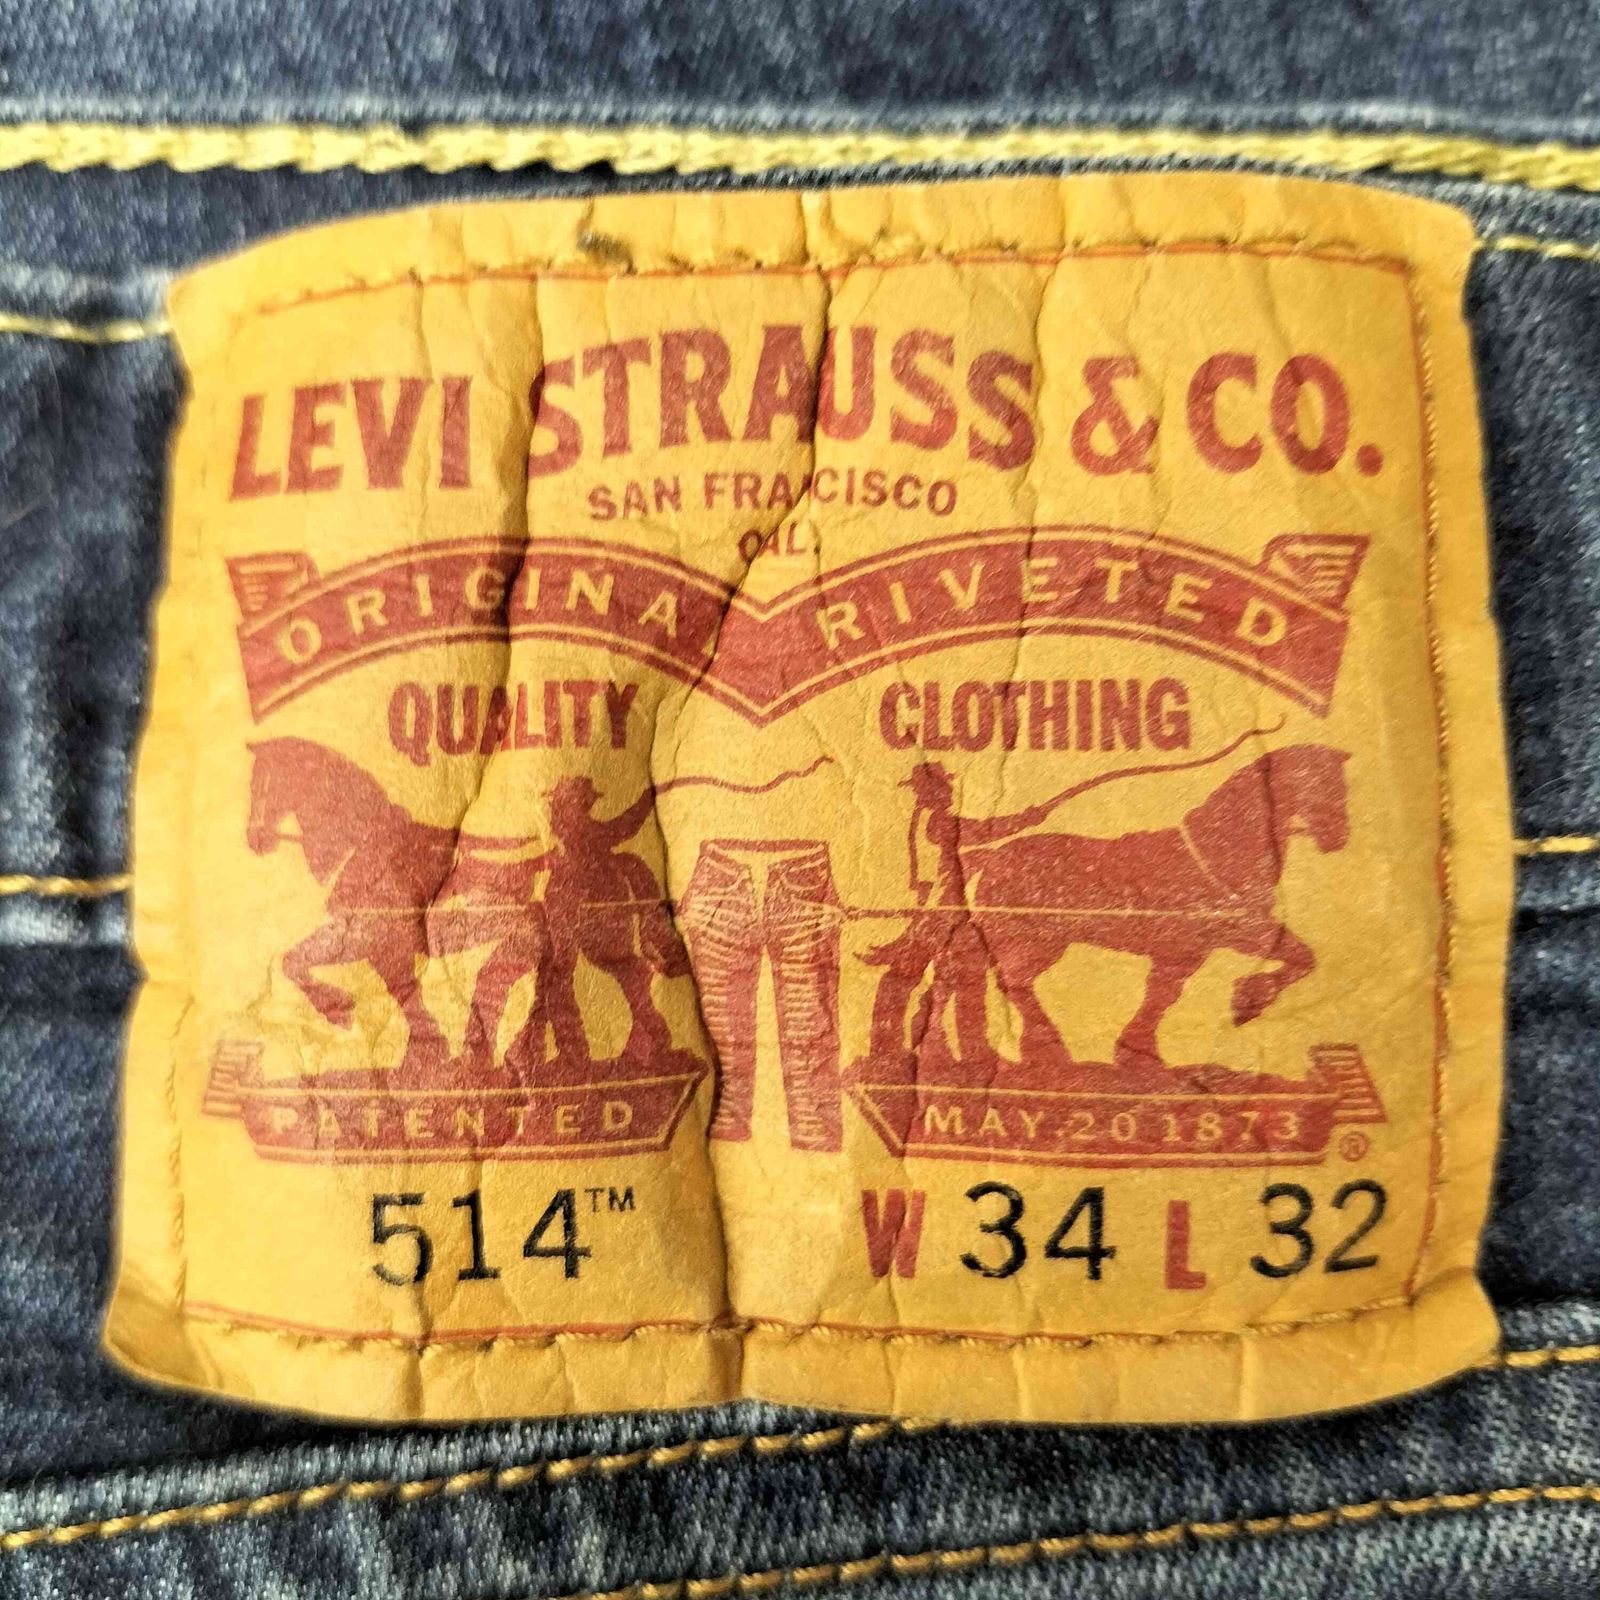 LEVI STRAUSS & CO.
SAN FRANCISCO
CAL.
ORIGINAL RIVETED
QUALITY CLOTHING
PATENTED MAY 20 1873 ®
514™ W 34 L 32